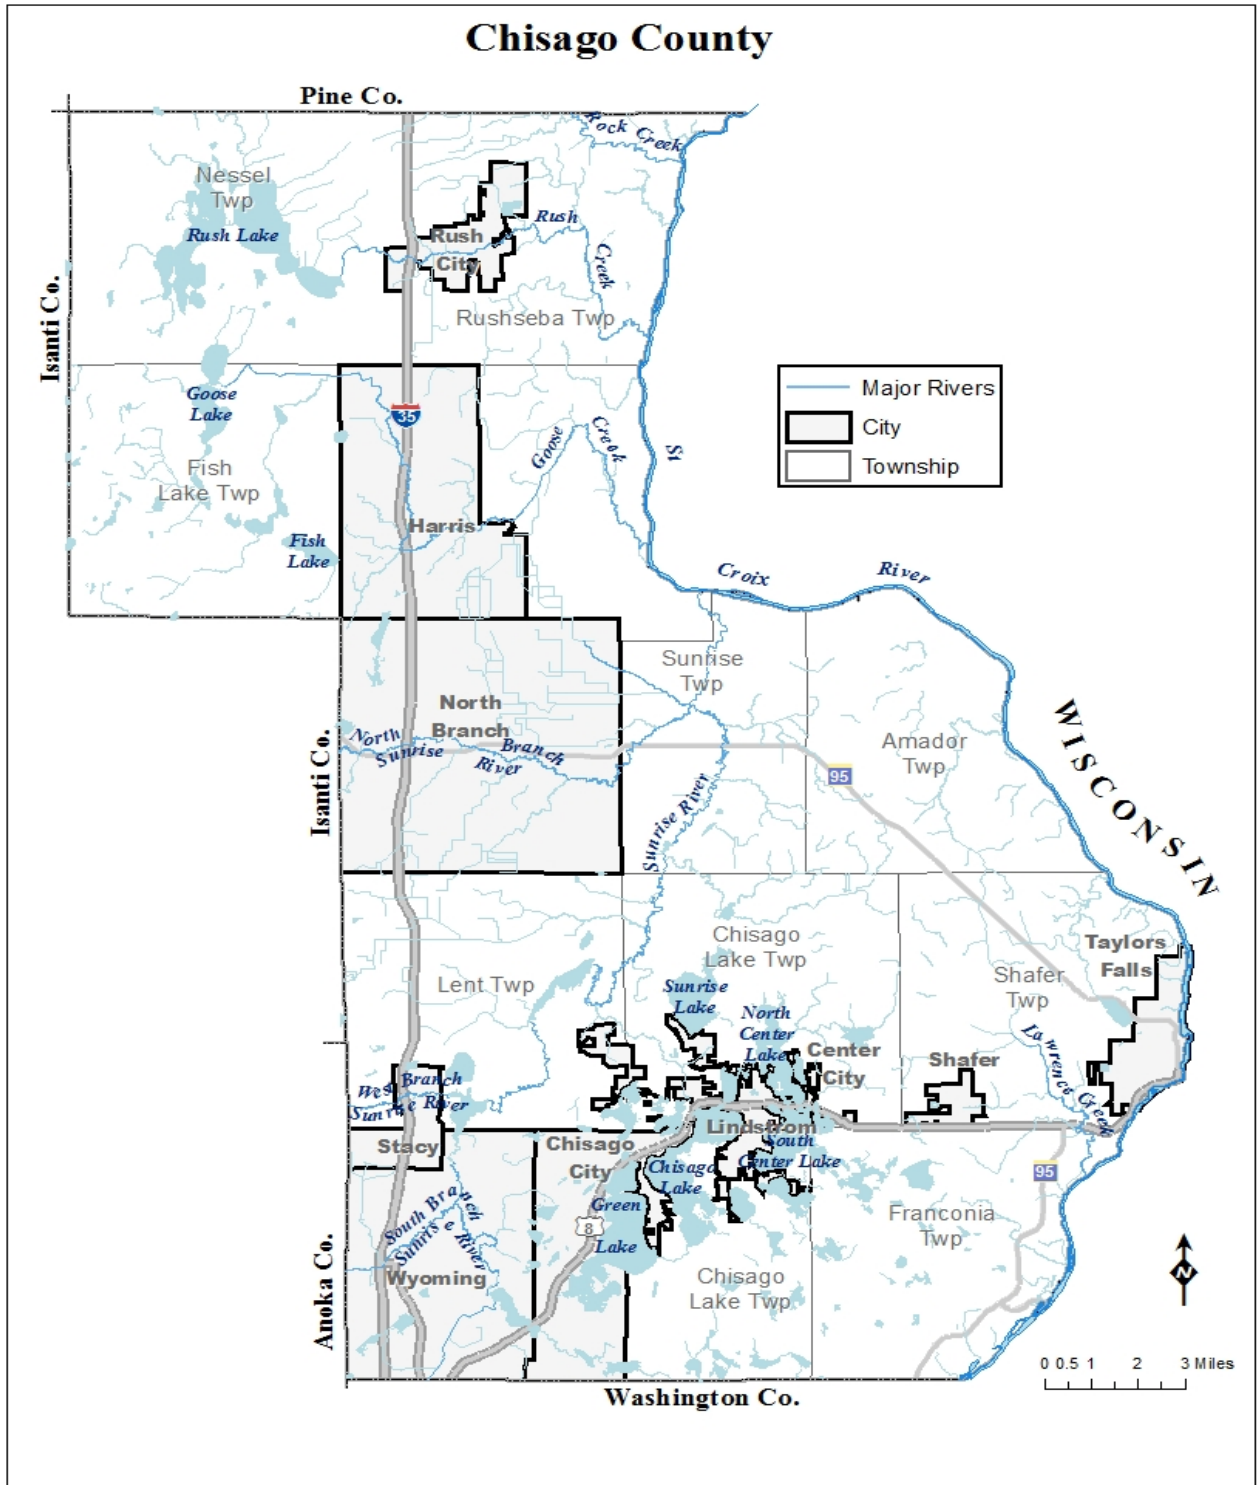 Chisago County
Pine Co.
Rock Creek
Nessel
Twp
Rush Lake
Rush
Creek
Rush
City
Rushseba Twp
Isanti Co.
Goose
Lake
35
Goose
Creek
St
Croix
River
Fish
Lake Twp
Harris
Fish
Lake
Major Rivers
City
Township
Sunrise
Twp
North
Branch
North
Branch
Sunrise
River
Isanti Co.
Amador
Twp
95
WISCONSIN
Sunrise River
Chisago
Lake Twp
Taylors
Falls
Lent Twp
Sunrise
Lake
North
Center
Lake
Shafer
Twp
Lawrence Creek
Center
City
Shafer
West Branch
Sunrise River
Stacy
Chisago
City
Lindstrom
South
Center Lake
Chisago
Lake
95
Green
Lake
8
South Branch
Sunrise River
Franconia
Twp
Wyoming
Chisago
Lake Twp
Anoka Co.
N
0 0.5 1 2 3 Miles
Washington Co.